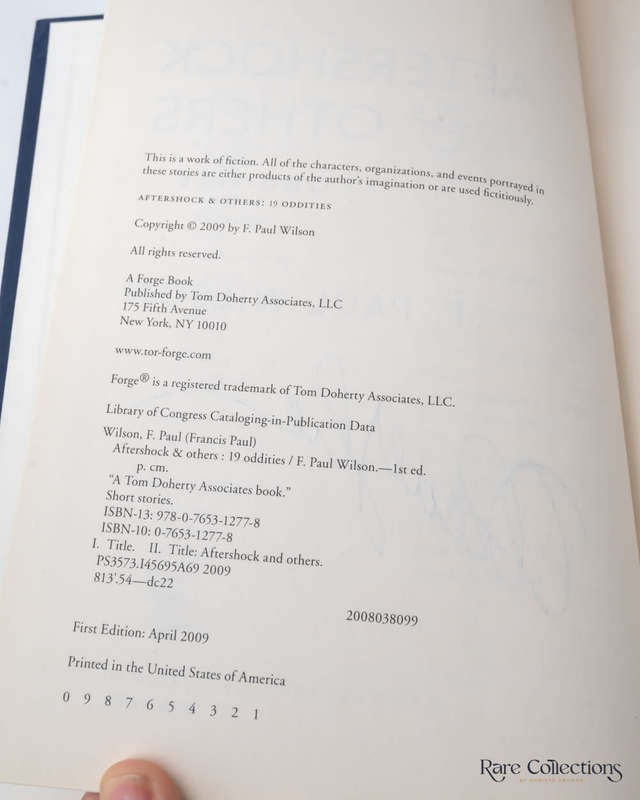 This is a work of fiction. All of the characters, organizations, and events portrayed in
these stories are either products of the author's imagination or are used fictitiously.
AFTERSHOCK & OTHERS: 19 ODDITIES
Copyright © 2009 by F. Paul Wilson
All rights reserved.
A Forge Book
Published by Tom Doherty Associates, LLC
175 Fifth Avenue
New York, NY 10010
www.tor-forge.com
Forge® is a registered trademark of Tom Doherty Associates, LLC.
Library of Congress Cataloging-in-Publication Data
Wilson, F. Paul (Francis Paul)
Aftershock & others : 19 oddities / F. Paul Wilson.—1st ed.
p. cm.
"A Tom Doherty Associates book."
Short stories.
ISBN-13: 978-0-7653-1277-8
ISBN-10: 0-7653-1277-8
I. Title. II. Title: Aftershock and others.
PS3573.I45695A69 2009
813'.54—dc22
2008038099
First Edition: April 2009
Printed in the United States of America
0 9 8 7 6 5 4 3 2 1
Rare Collections